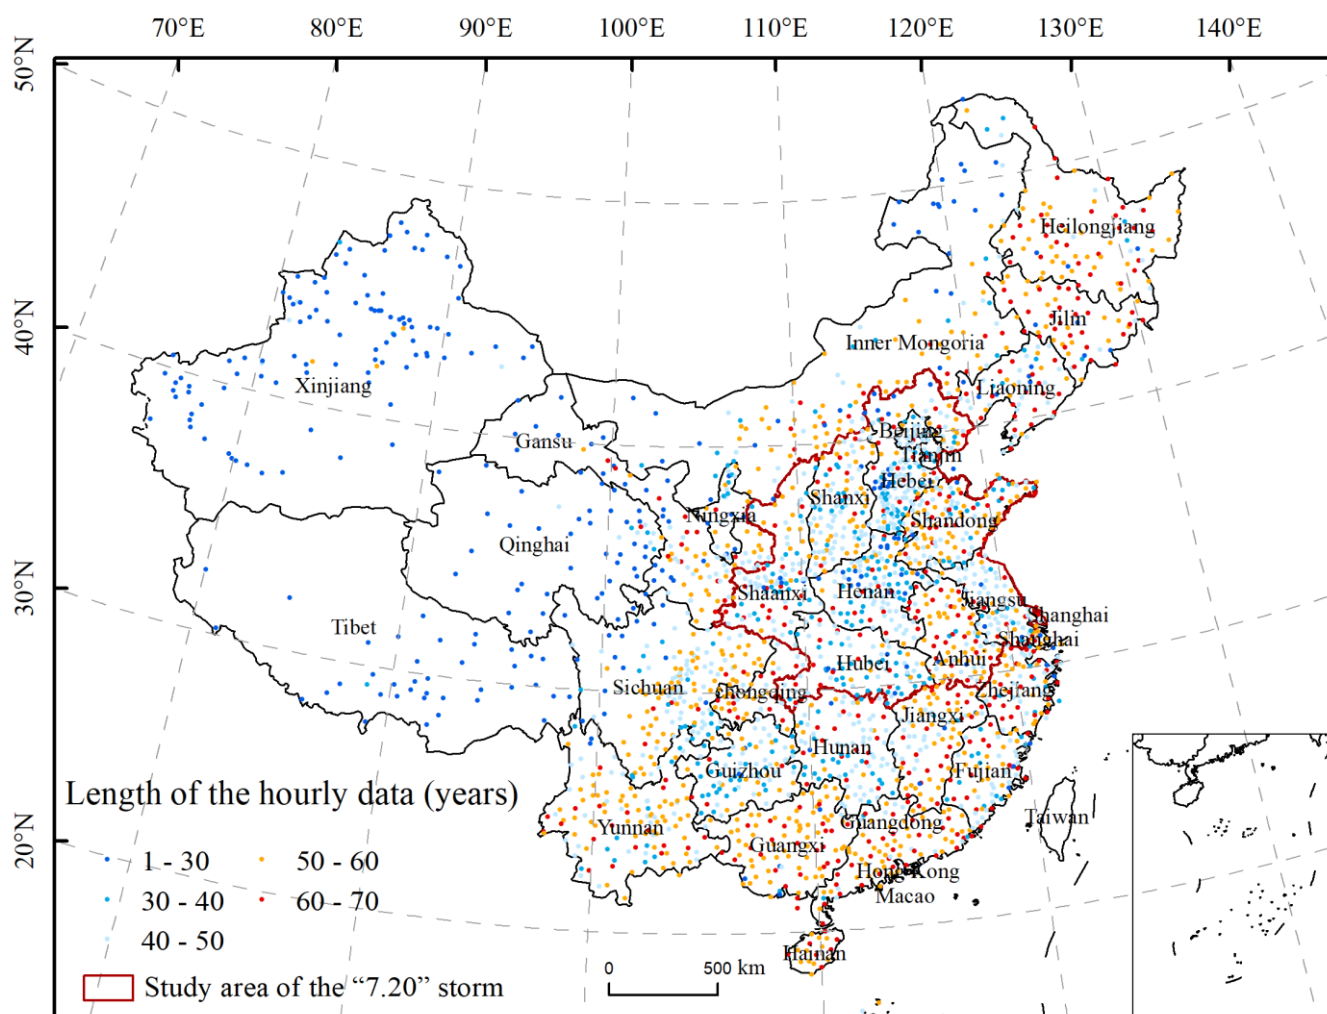 70°E 80°E 90°E 100°E 110°E 120°E 130°E 140°E
50°N
40°N
30°N
20°N
Heilongjiang
Jilin
Inner Mongoria
Liaoning
Xinjiang
Beijing
Gansu
Tianjin
Hebei
Shanxi
Ningxia
Shandong
Qinghai
Shaanxi
Henan
Jiangsu
Shanghai
Tibet
Shanghai
Hubei
Anhui
Sichuan
chongqing
Zhejiang
Jiangxi
Hunan
Guizhou
Fujian
Length of the hourly data (years)
Taiwan
Yunnan
Guangdong
Guangxi
1 - 30 50 - 60
Hong Kong
30 - 40 60 - 70
Macao
40 - 50
Hainan
0 500 km
Study area of the “7.20” storm